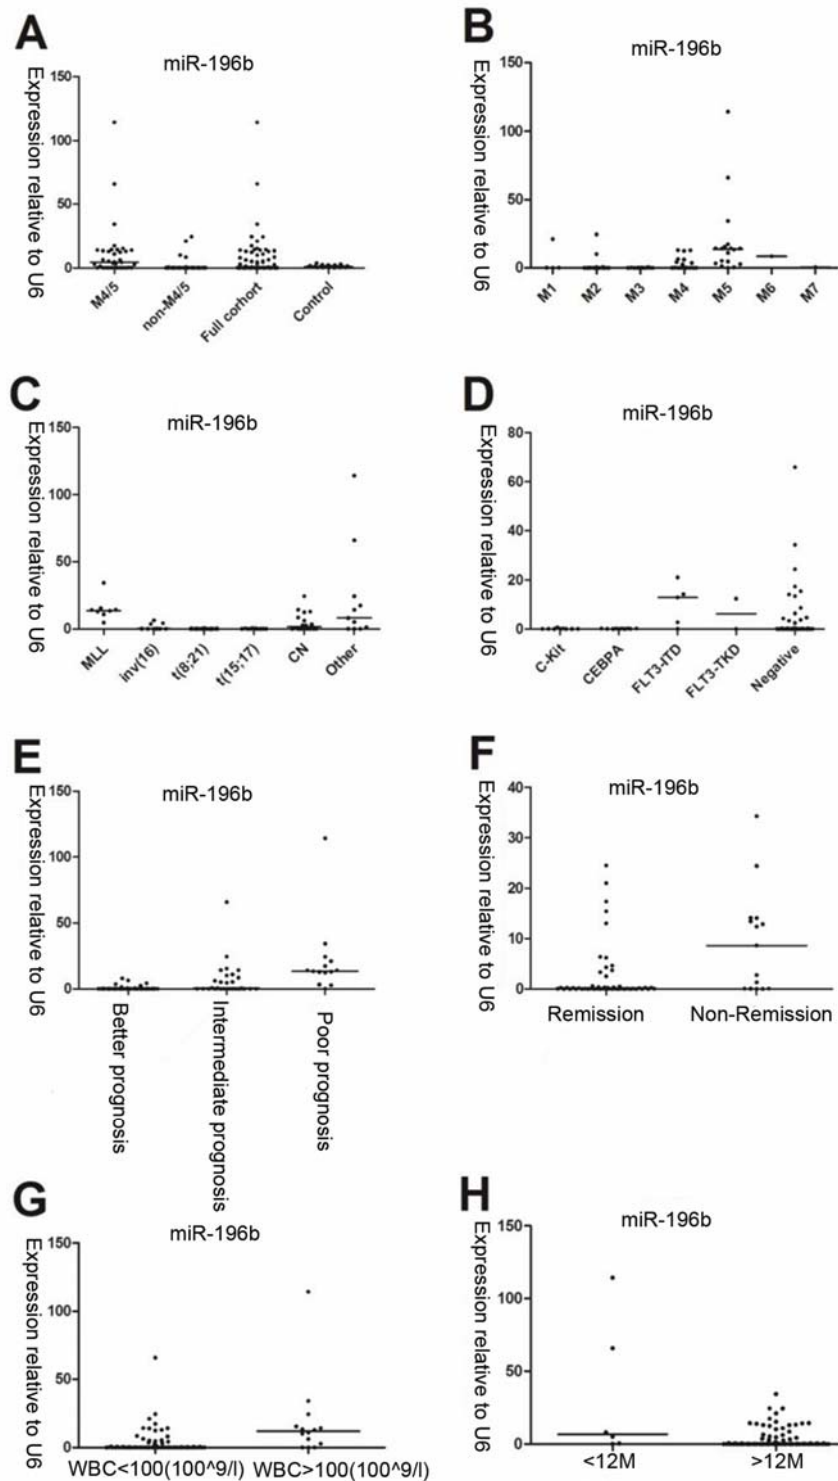 A
miR-196b
Expression relative to U6
150
100
50
0
M4/5
non-M4/5
Full corhort
Control
B
miR-196b
Expression relative to U6
150
100
50
0
M1
M2
M3
M4
M5
M6
M7
C
miR-196b
Expression relative to U6
150
100
50
0
MLL
inv(16)
t(8;21)
t(15;17)
CN
Other
D
miR-196b
Expression relative to U6
80
60
40
20
0
C-Kit
CEBPA
FLT3-ITD
FLT3-TKD
Negative
E
miR-196b
Expression relative to U6
150
100
50
0
Better prognosis
Intermediate prognosis
Poor prognosis
F
miR-196b
Expression relative to U6
40
30
20
10
0
Remission
Non-Remission
G
miR-196b
Expression relative to U6
150
100
50
0
WBC<100(100^9/l)
WBC>100(100^9/l)
H
miR-196b
Expression relative to U6
150
100
50
0
<12M
>12M